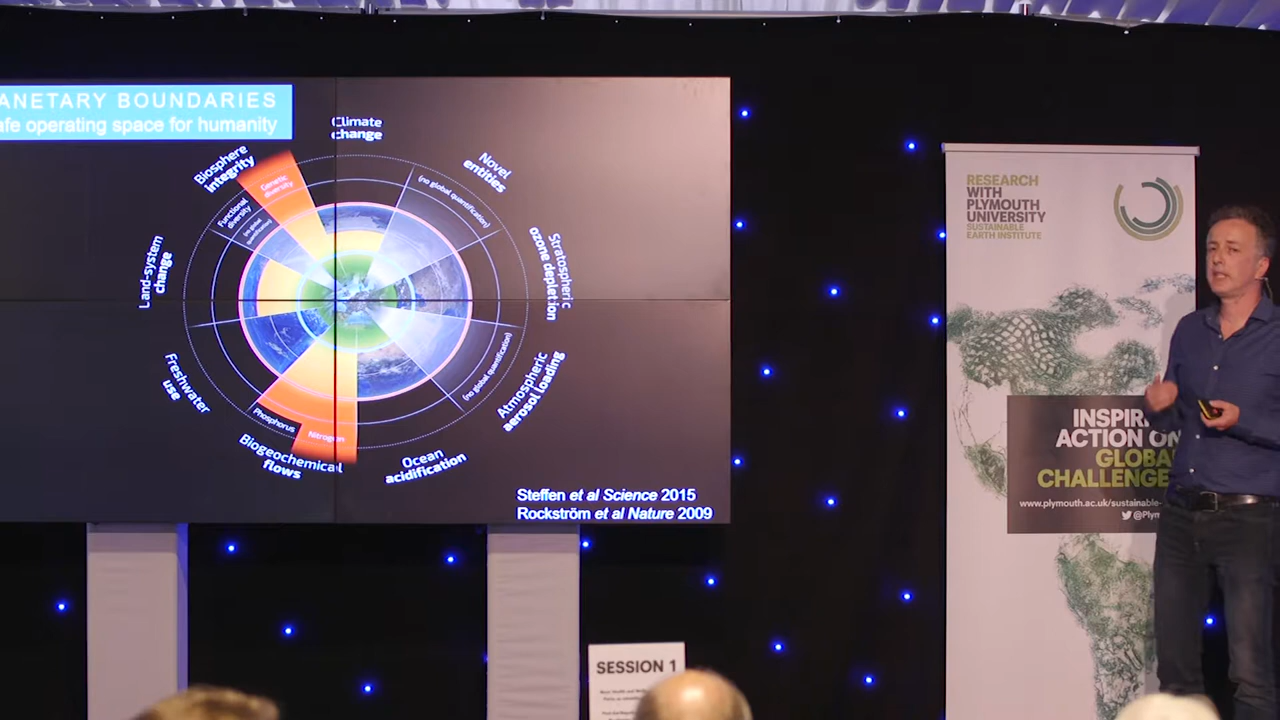 ANETARY BOUNDARIES
afe operating space for humanity
Climate
change
Novel
entities
(no global quantification)
Stratospheric
ozone depletion
Atmospheric
aerosol loading
(no global quantification)
Ocean
acidification
Biogeochemical
flows
Phosphorus
Nitrogen
Freshwater
use
Land-system
change
Biosphere
integrity
Genetic
diversity
Functional
diversity
(no global
quantification)
Steffen et al Science 2015
Rockström et al Nature 2009
RESEARCH
WITH
PLYMOUTH
UNIVERSITY
SUSTAINABLE
EARTH INSTITUTE
INSPIRI
ACTION ON
GLOBA
CHALLENGE
www.plymouth.ac.uk/sustainable-
@Plym
SESSION 1